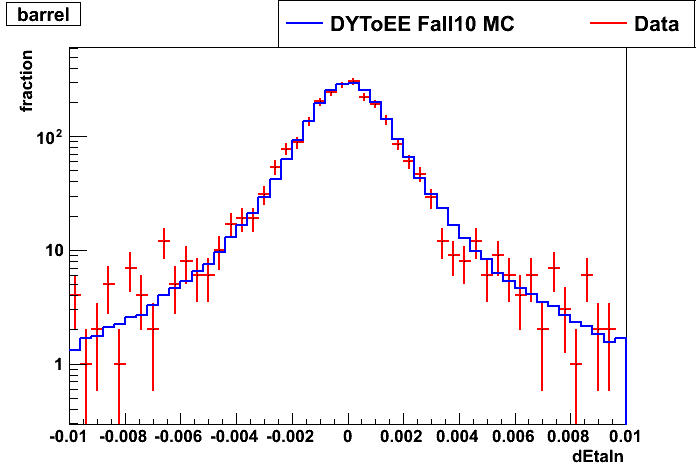 barrel
DYToEE Fall10 MC
Data
fraction
10²
10
1
-0.01 -0.008 -0.006 -0.004 -0.002 0 0.002 0.004 0.006 0.008 0.01
dEtaIn